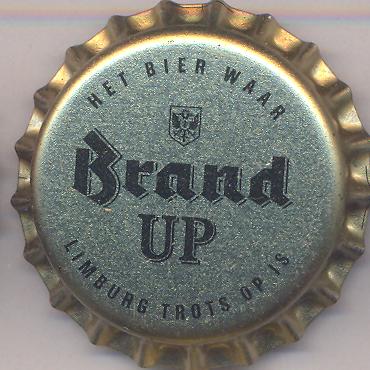 HET BIER WAAR
Brand
UP
LIMBURG TROTS OP IS